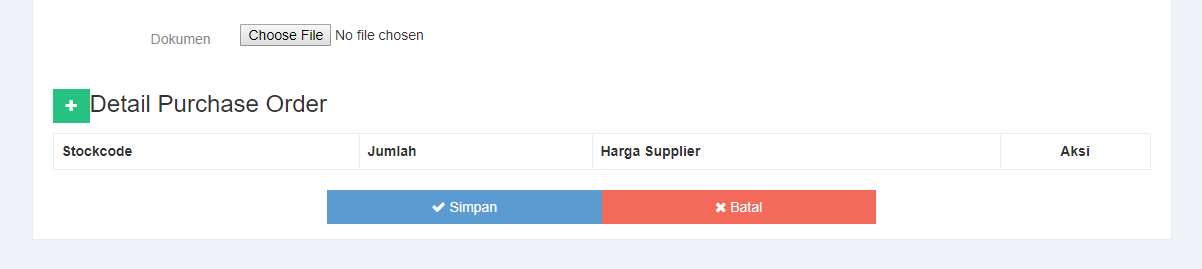 Dokumen Choose File No file chosen
Detail Purchase Order
Stockcode Jumlah Harga Supplier Aksi
Simpan Batal